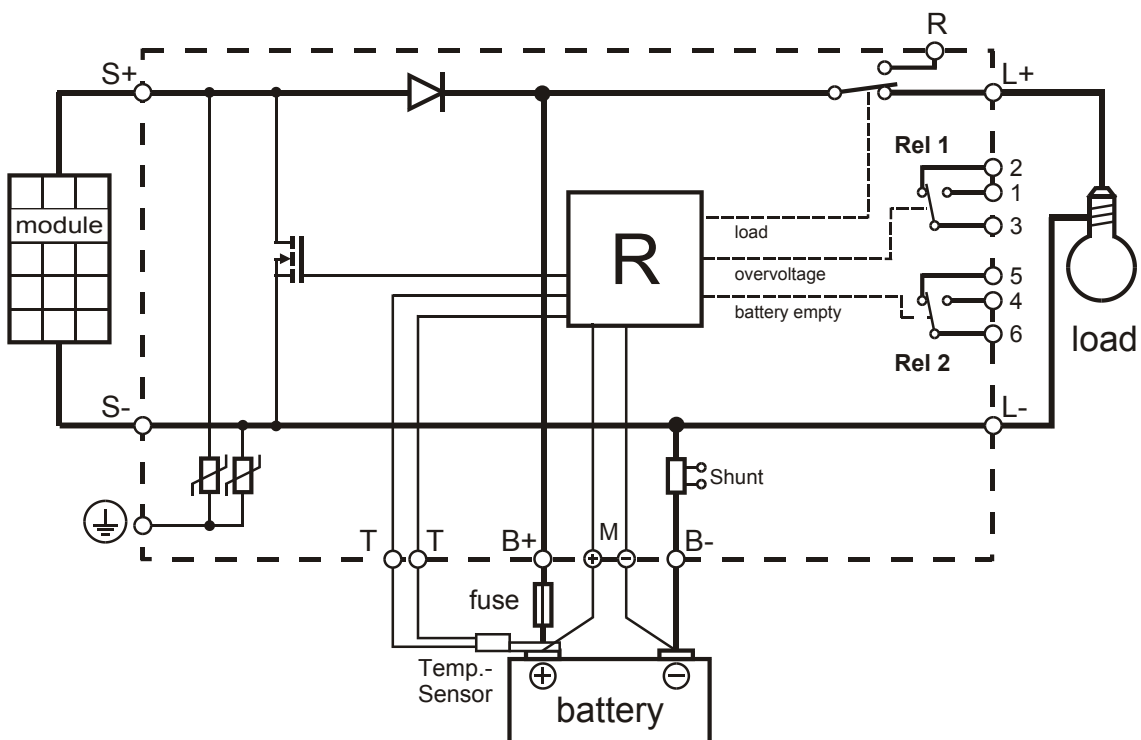 R
S+
L+
Rel 1
2
1
module
3
R
load
overvoltage
5
battery empty
4
6
load
Rel 2
S-
L-
Shunt
T
T
B+
M
B-
+
-
fuse
Temp.-
Sensor
+
-
battery